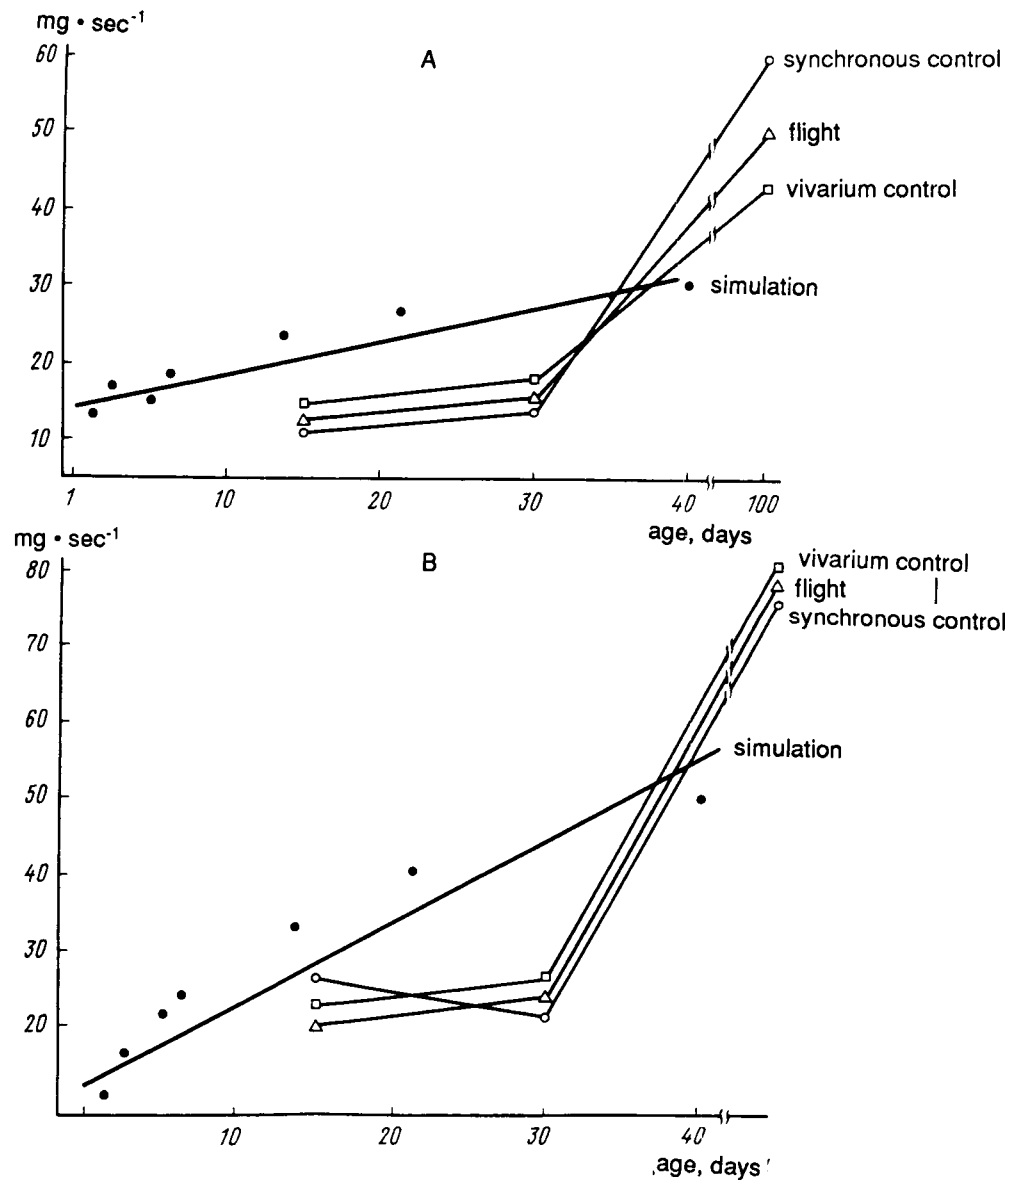 mg • sec-1
A
60
synchronous control
50
flight
40
vivarium control
30
simulation
20
10
1 10 20 30 40 100
age, days
mg • sec-1
B
80
vivarium control
flight
synchronous control
70
60
simulation
50
40
30
20
10 20 30 40
age, days